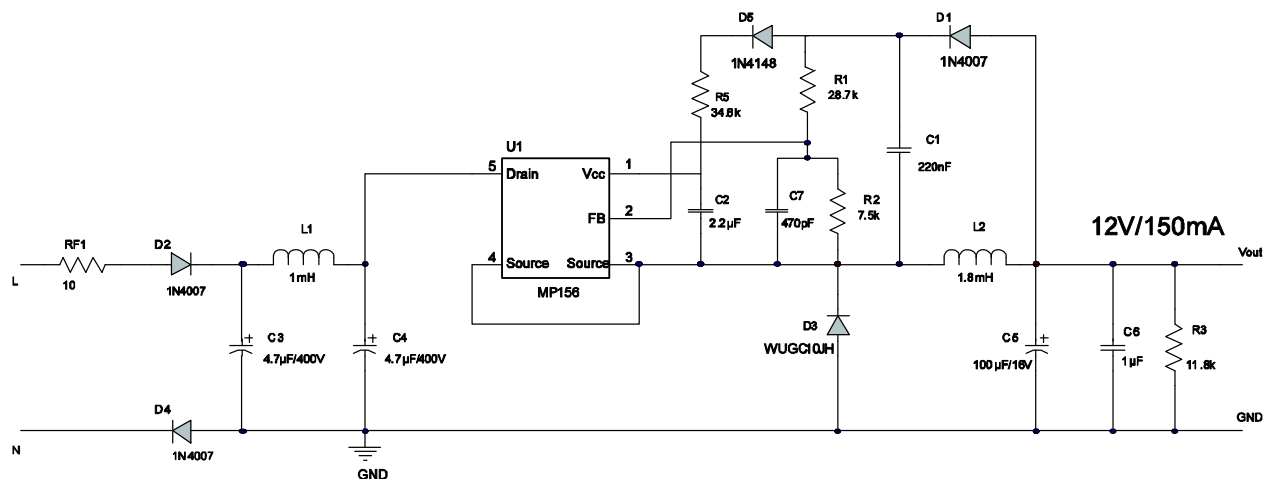 D5
1N4148
D1
1N4007
R5
34.8k
R1
28.7k
C1
220nF
U1
5
Drain
Vcc
1
FB
2
4
Source
Source
3
MP156
C2
2.2µF
C7
470pF
R2
7.5k
L2
1.8mH
12V/150mA
Vout
L
RF1
10
D2
1N4007
L1
1mH
C3
4.7µF/400V
C4
4.7µF/400V
D3
WUGC10JH
C5
100µF/16V
C6
1µF
R3
11.8k
N
D4
1N4007
GND
GND